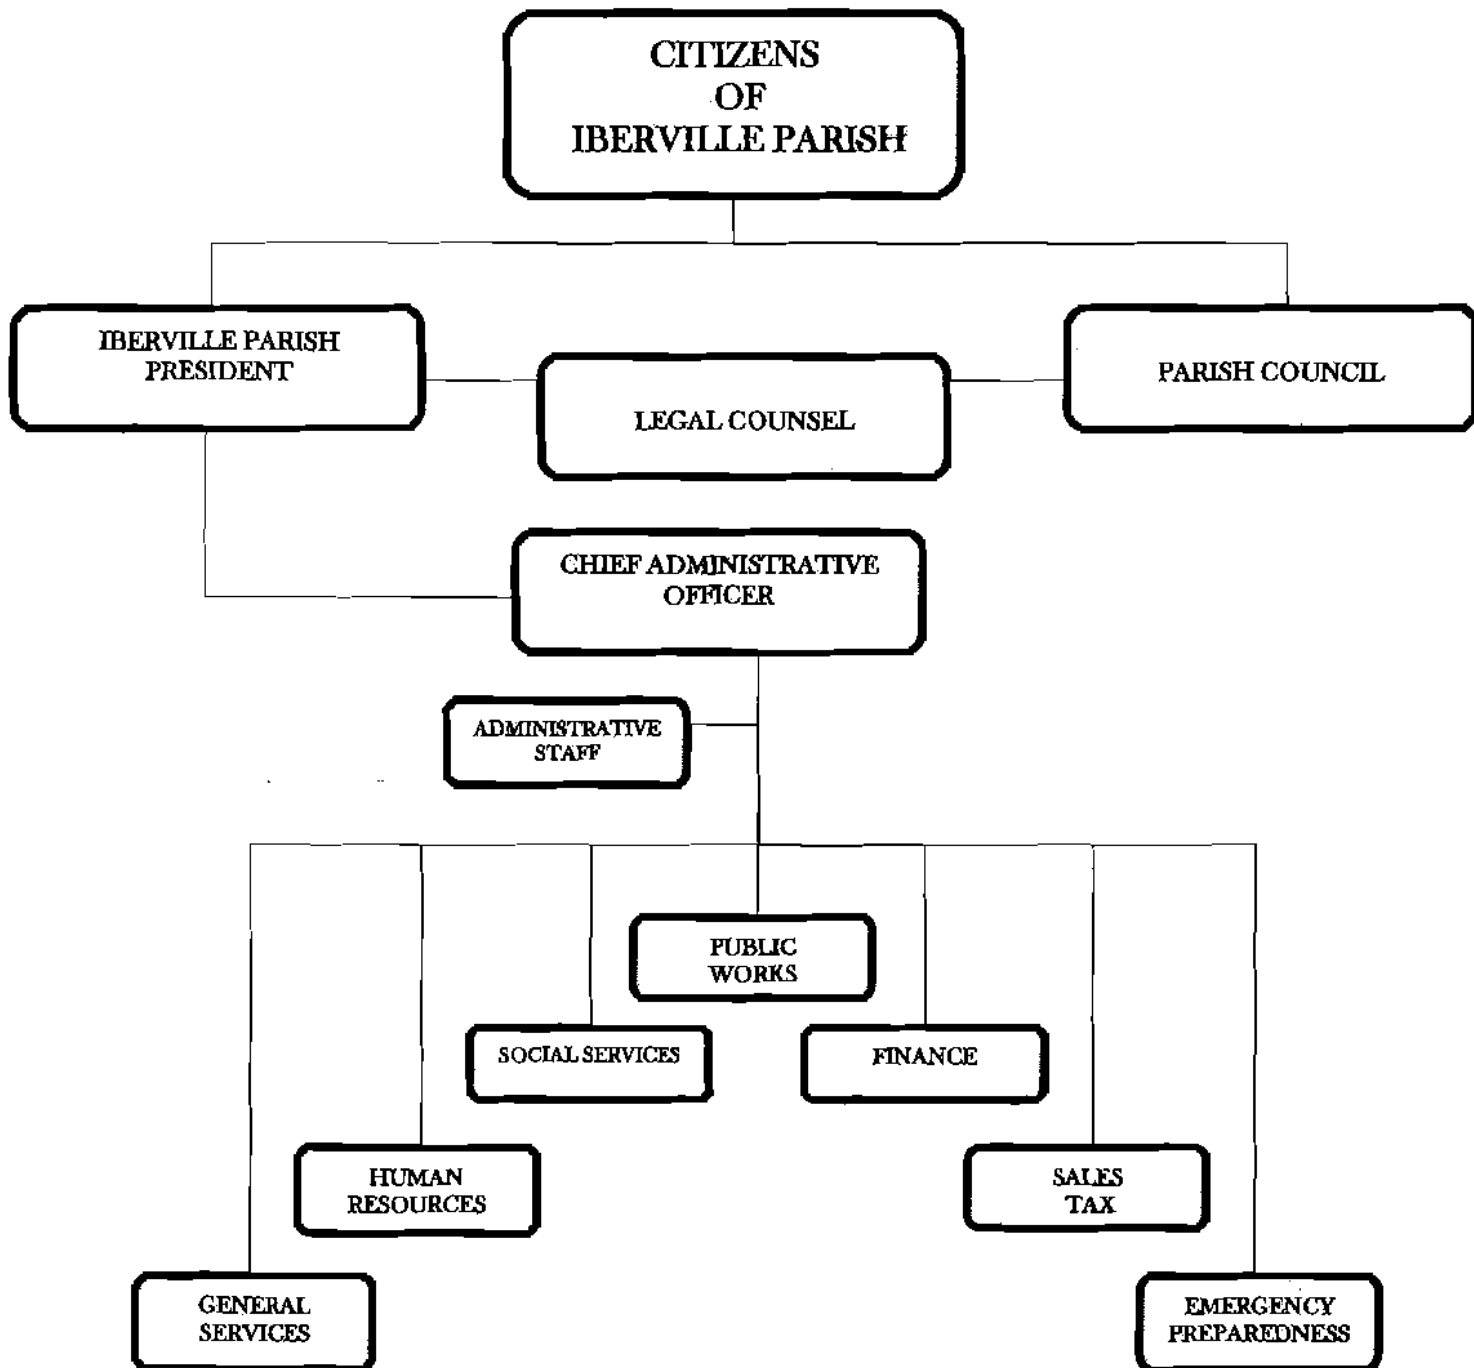 CITIZENS
OF
IBERVILLE PARISH
IBERVILLE PARISH
PRESIDENT
PARISH COUNCIL
LEGAL COUNSEL
CHIEF ADMINISTRATIVE
OFFICER
ADMINISTRATIVE
STAFF
PUBLIC
WORKS
SOCIAL SERVICES
FINANCE
HUMAN
RESOURCES
SALES
TAX
GENERAL
SERVICES
EMERGENCY
PREPAREDNESS